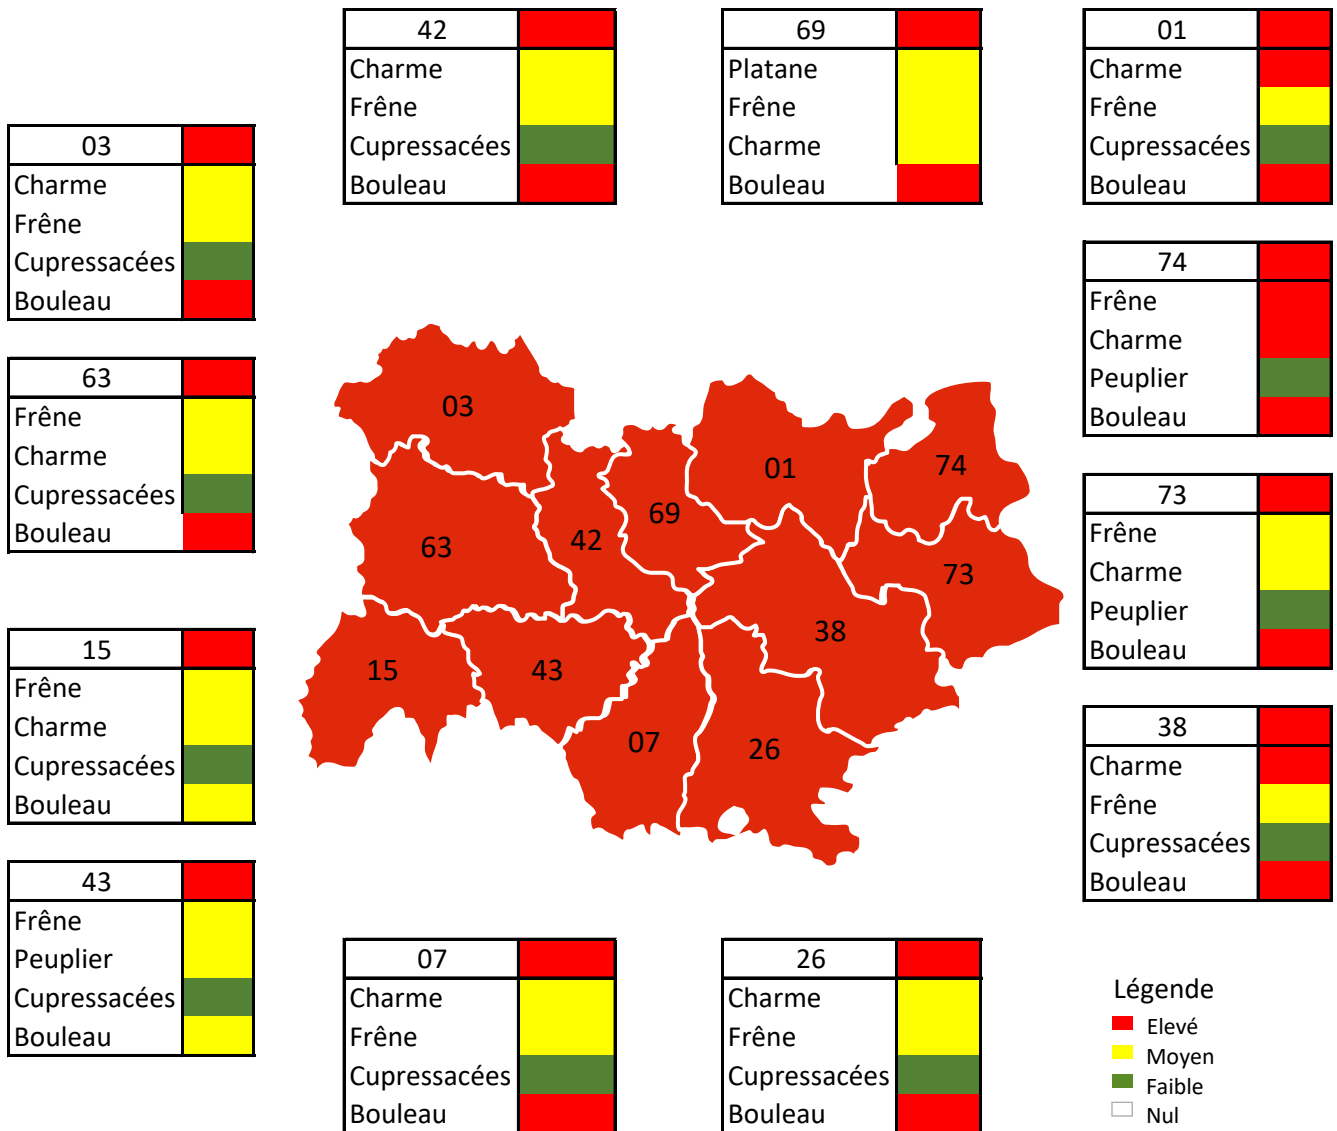 42
Charme
Frêne
Cupressacées
Bouleau
69
Platane
Frêne
Charme
Bouleau
01
Charme
Frêne
Cupressacées
Bouleau
03
Charme
Frêne
Cupressacées
Bouleau
74
Frêne
Charme
Peuplier
Bouleau
63
Frêne
Charme
Cupressacées
Bouleau
73
Frêne
Charme
Peuplier
Bouleau
15
Frêne
Charme
Cupressacées
Bouleau
38
Charme
Frêne
Cupressacées
Bouleau
43
Frêne
Peuplier
Cupressacées
Bouleau
07
Charme
Frêne
Cupressacées
Bouleau
26
Charme
Frêne
Cupressacées
Bouleau
03
01
74
69
42
63
73
38
15
43
07
26
Légende
Elevé
Moyen
Faible
Nul